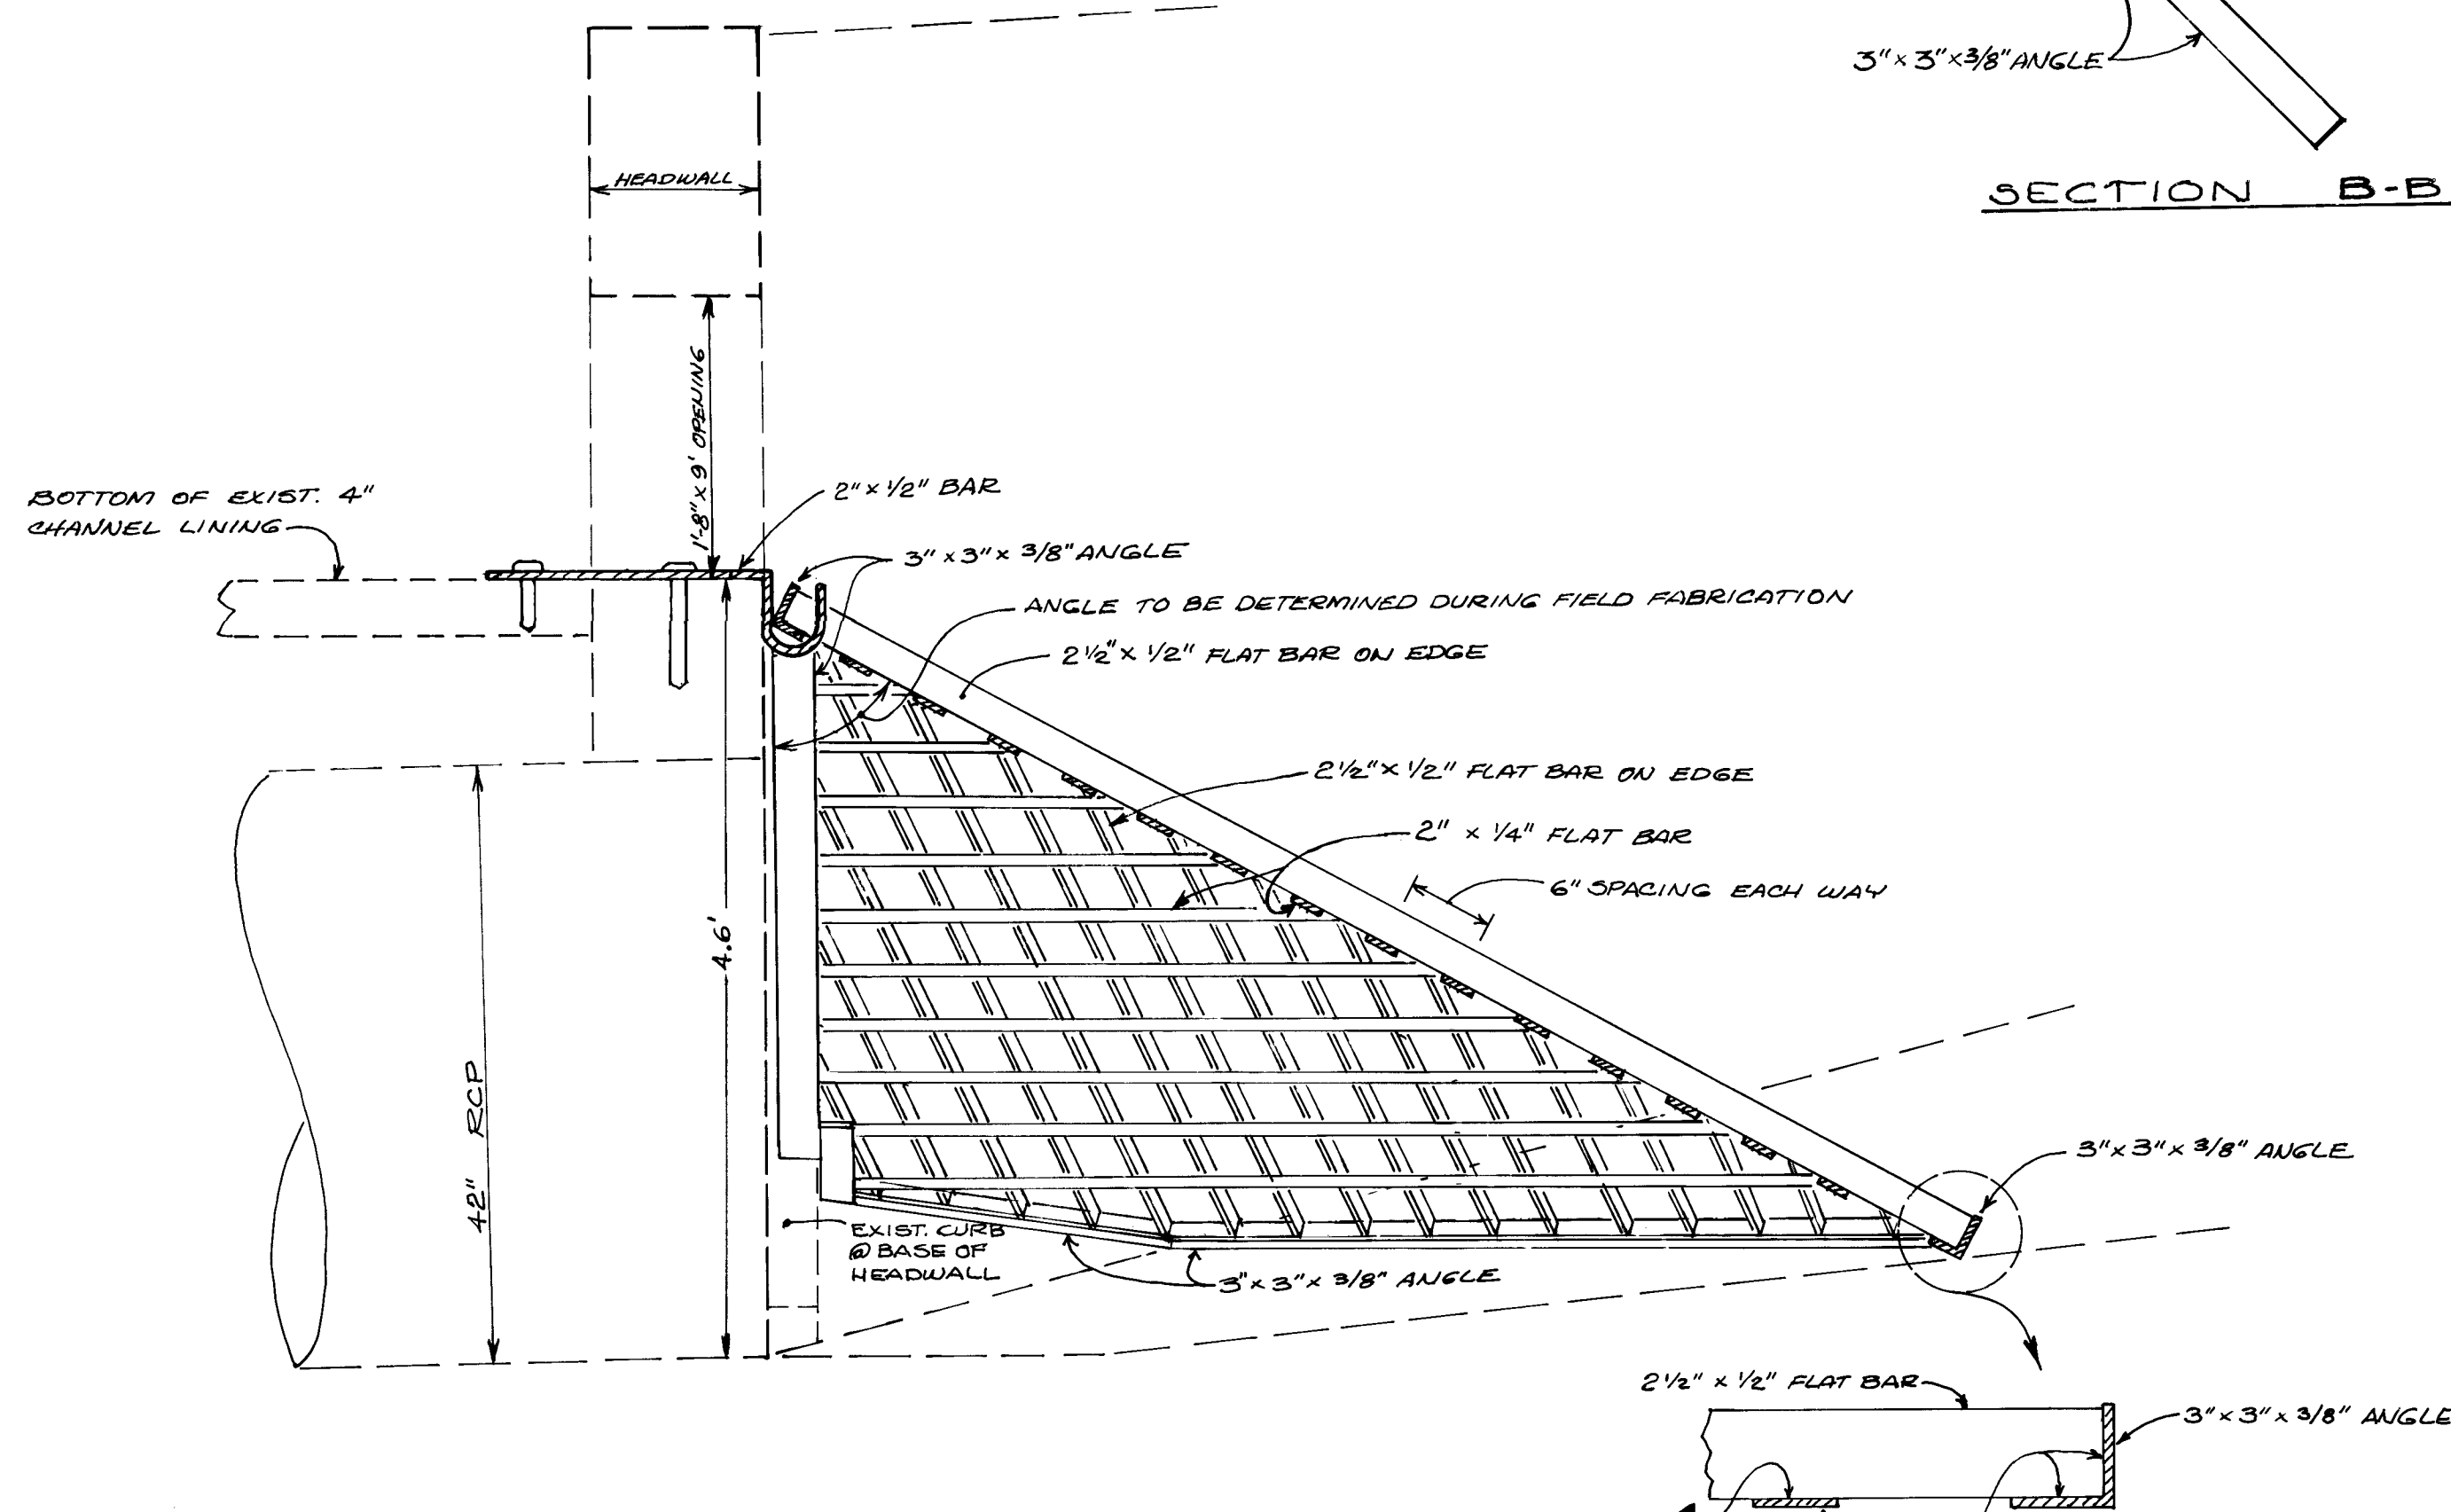 3" x 3" x 3/8" ANGLE
SECTION B-B
HEADWALL
1'-8" x 9' OPENING
BOTTOM OF EXIST. 4"
CHANNEL LINING
2" x 1/2" BAR
3" x 3" x 3/8" ANGLE
ANGLE TO BE DETERMINED DURING FIELD FABRICATION
2 1/2" x 1/2" FLAT BAR ON EDGE
2 1/2" x 1/2" FLAT BAR ON EDGE
2" x 1/4" FLAT BAR
6" SPACING EACH WAY
4.6'
42" RCP
3" x 3" x 3/8" ANGLE
EXIST. CURB
@ BASE OF
HEADWALL
3" x 3" x 3/8" ANGLE
2 1/2" x 1/2" FLAT BAR
3" x 3" x 3/8" ANGLE